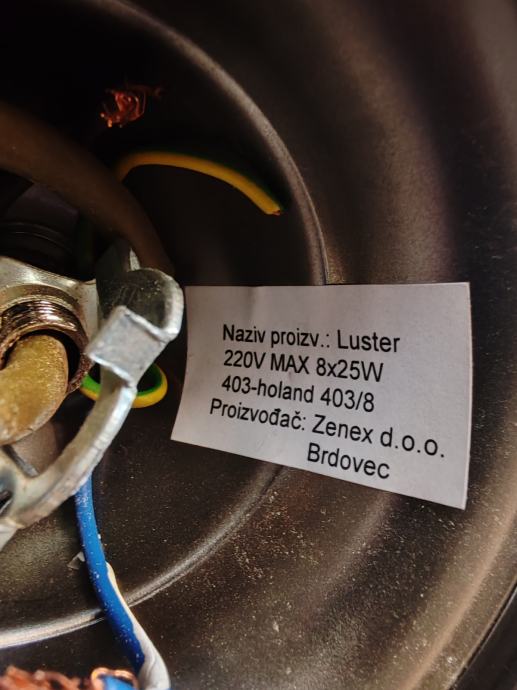 Naziv proizv.: Luster
220V MAX 8x25W
403-holand 403/8
Proizvođač: Zenex d.o.o.
Brdovec